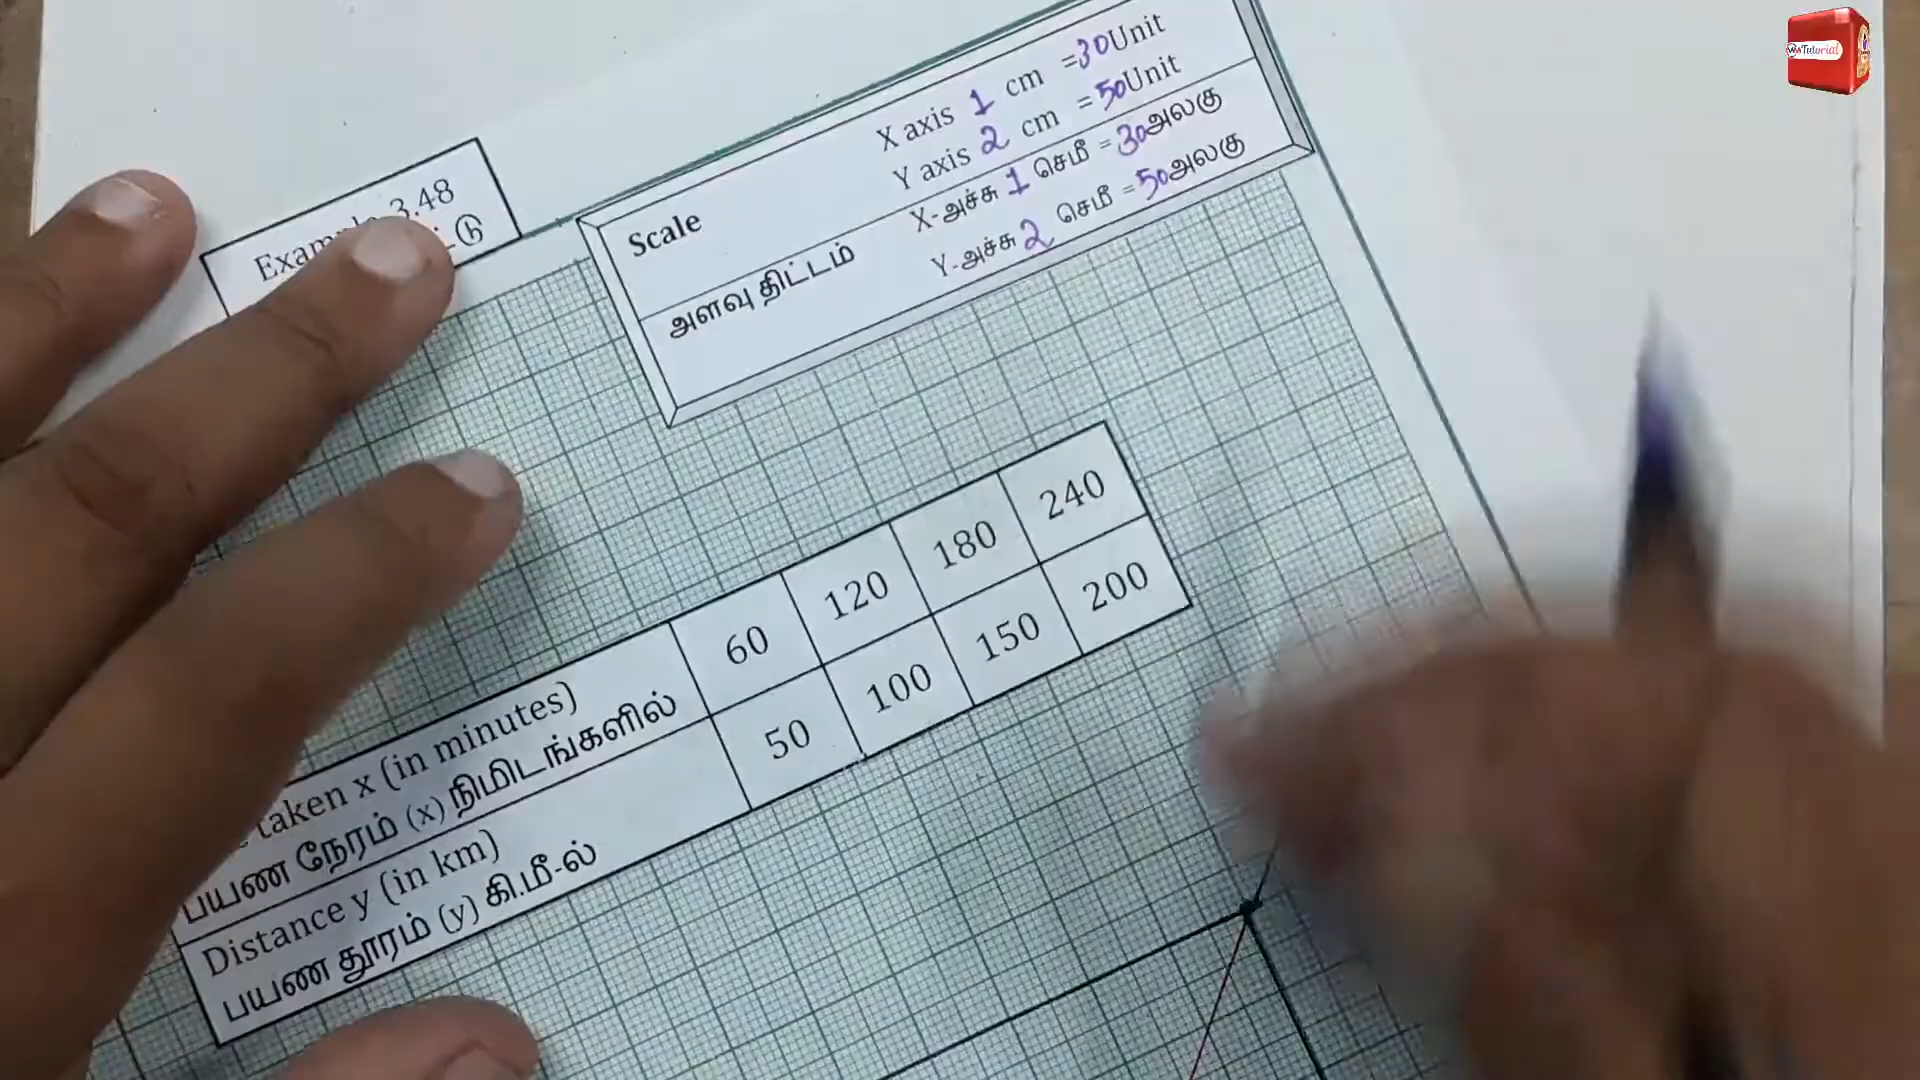 3.48
Scale
X axis 1 cm =30Unit
Y axis 2 cm =50Unit
அளவு திட்டம்
X-அச்சு 1 செமீ =30அலகு
Y-அச்சு 2 செமீ =50அலகு
taken x (in minutes)
பயண நேரம் (x) நிமிடங்களில்
60 120 180 240
Distance y (in km)
பயண தூரம் (y) கி.மீ-ல்
50 100 150 200
Tutorial